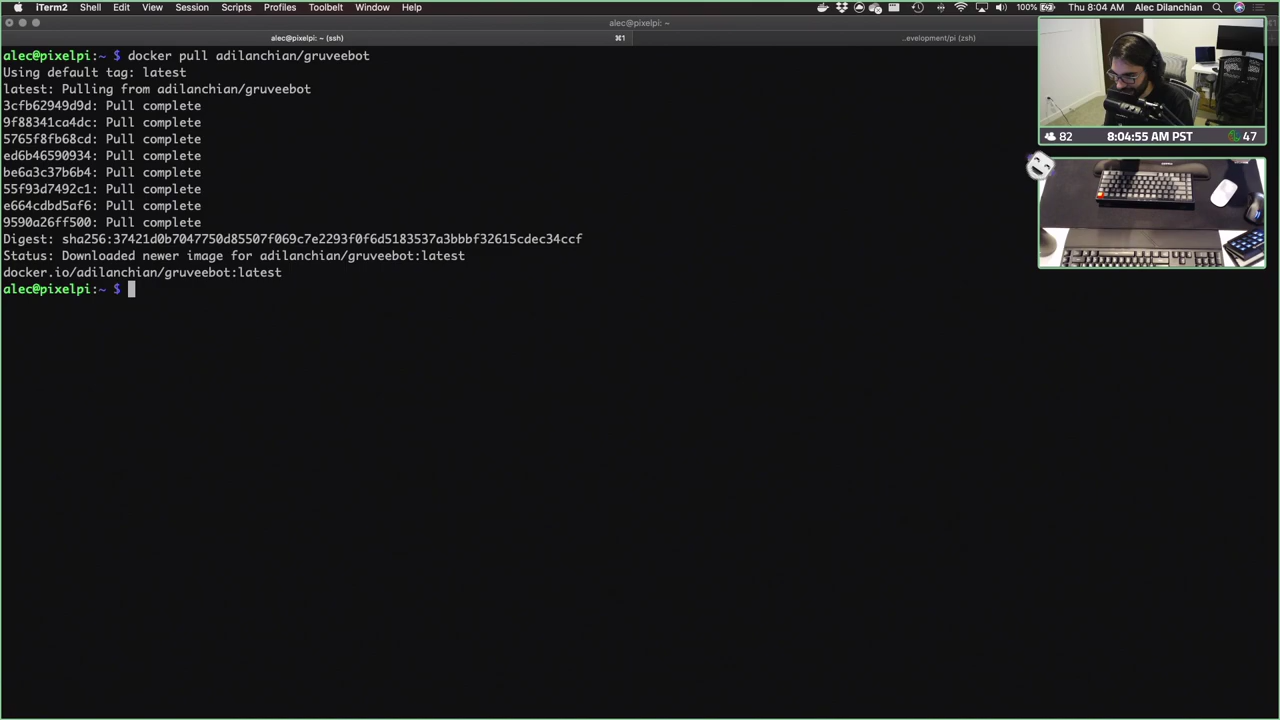 iTerm2 Shell Edit View Session Scripts Profiles Toolbelt Window Help 100% Thu 8:04 AM Alec Dilanchian
alec@pixelpi: ~
alec@pixelpi: ~ (ssh) ⌘1 ..evelopment/pi (zsh)
alec@pixelpi:~ $ docker pull adilanchian/gruveebot
Using default tag: latest
latest: Pulling from adilanchian/gruveebot
3cfb62949d9d: Pull complete
9f88341ca4dc: Pull complete
5765f8fb68cd: Pull complete
ed6b46590934: Pull complete
be6a3c37b6b4: Pull complete
55f93d7492c1: Pull complete
e664cdbd5af6: Pull complete
9590a26ff500: Pull complete
Digest: sha256:37421d0b7047750d85507f069c7e2293f0f6d5183537a3bbbf32615cdec34ccf
Status: Downloaded newer image for adilanchian/gruveebot:latest
docker.io/adilanchian/gruveebot:latest
alec@pixelpi:~ $
82 8:04:55 AM PST 47